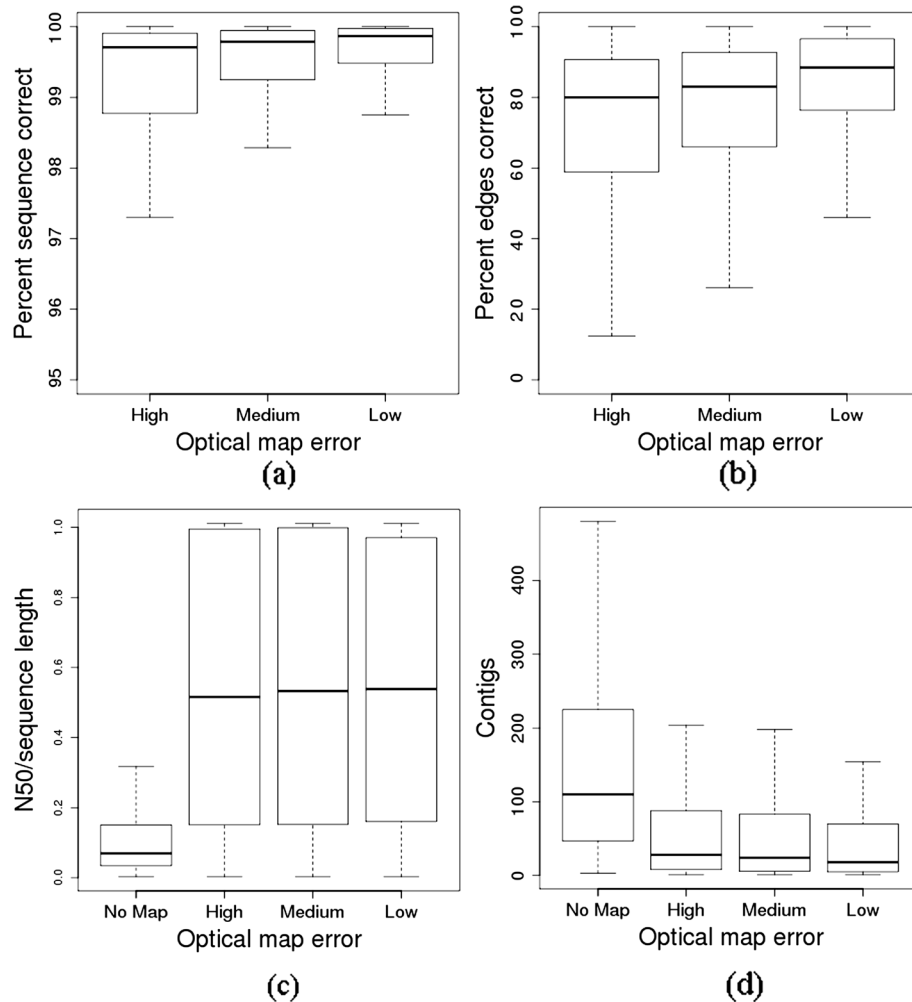 Percent sequence correct
100
99
98
97
96
95
High Medium Low
Optical map error
(a)
Percent edges correct
100
80
60
40
20
0
High Medium Low
Optical map error
(b)
N50/sequence length
1.0
0.8
0.6
0.4
0.2
0.0
No Map High Medium Low
Optical map error
(c)
Contigs
400
300
200
100
0
No Map High Medium Low
Optical map error
(d)